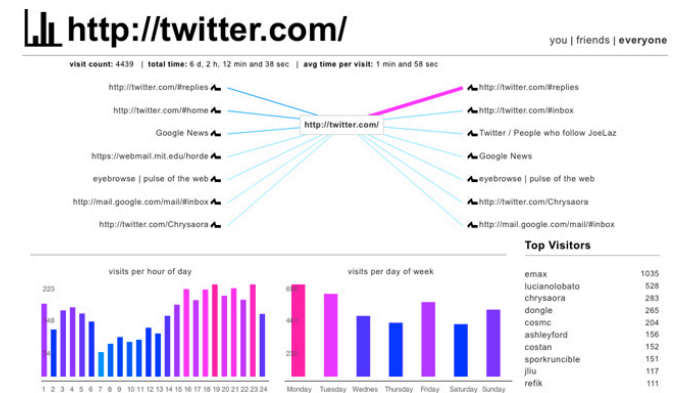 http://twitter.com/
you | friends | everyone
visit count: 4439 | total time: 6 d, 2 h, 12 min and 38 sec | avg time per visit: 1 min and 58 sec
http://twitter.com/#replies
http://twitter.com/#home
Google News
https://webmail.mit.edu/horde
eyebrowse | pulse of the web
http://mail.google.com/mail/#inbox
http://twitter.com/Chrysaora
http://twitter.com/
http://twitter.com/#replies
http://twitter.com/#inbox
Twitter / People who follow JoeLaz
Google News
eyebrowse | pulse of the web
http://twitter.com/Chrysaora
http://mail.google.com/mail/#inbox
visits per hour of day
223
1 2 3 4 5 6 7 8 9 10 11 12 13 14 15 16 17 18 19 20 21 22 23 24
visits per day of week
Monday Tuesday Wednes Thursday Friday Saturday Sunday
Top Visitors
emax 1035
lucianolobato 528
chrysaora 283
dongle 265
cosmc 204
ashleyford 156
costan 152
sporkruncible 151
jliu 117
refik 111